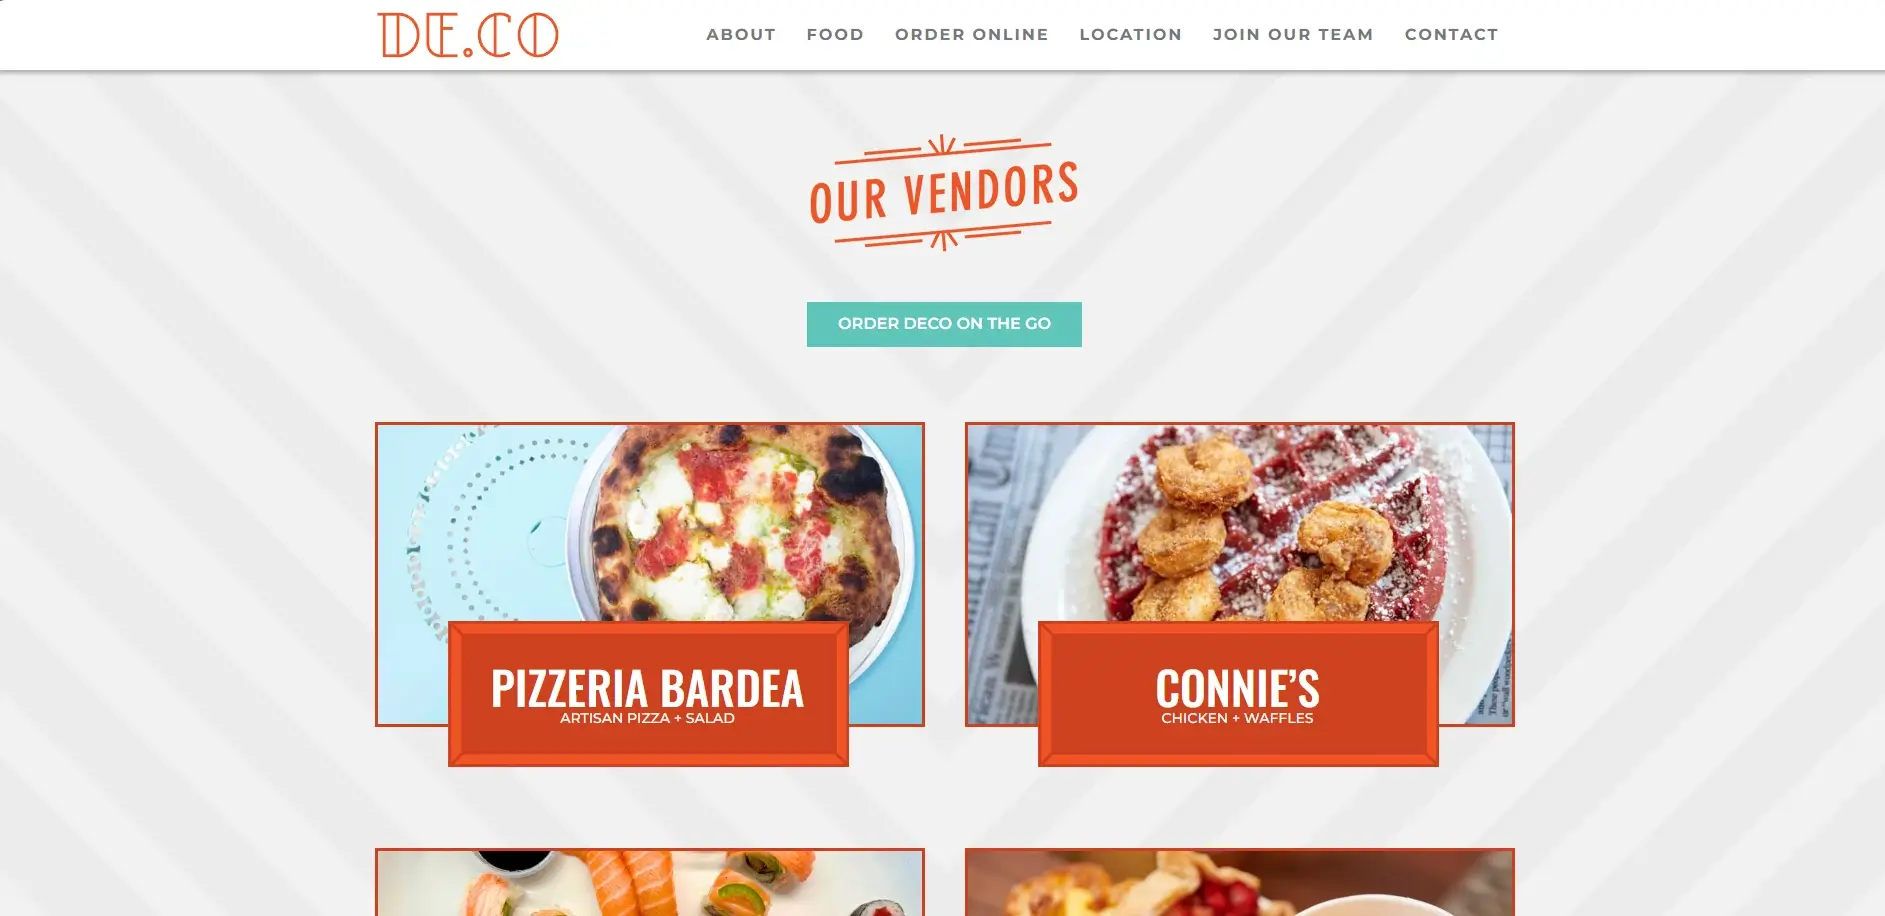 DE.CO
ABOUT FOOD ORDER ONLINE LOCATION JOIN OUR TEAM CONTACT
OUR VENDORS
ORDER DECO ON THE GO
PIZZERIA BARDEA
ARTISAN PIZZA + SALAD
CONNIE'S
CHICKEN + WAFFLES